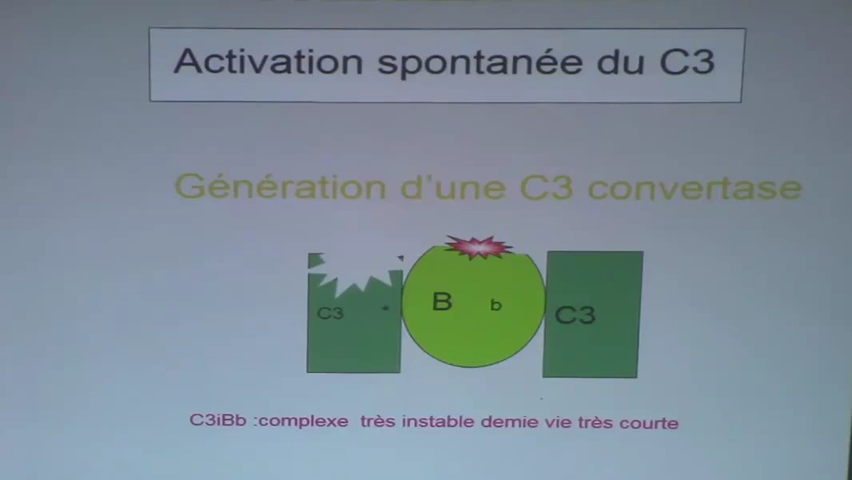 Activation spontanée du C3
Génération d'une C3 convertase
C3 * B b C3
C3iBb :complexe très instable demie vie très courte